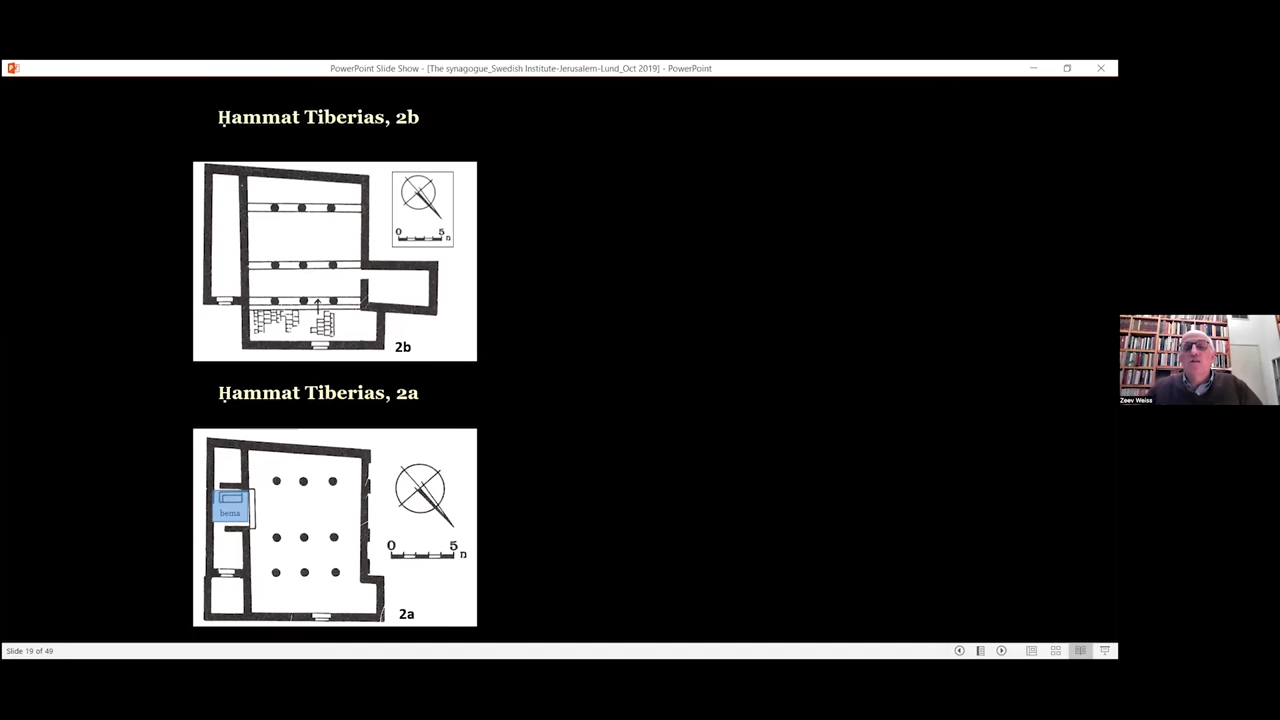 PowerPoint Slide Show - [The synagogue_Swedish Institute-Jerusalem-Lund_Oct 2019] - PowerPoint
Ḥammat Tiberias, 2b
0 5 מ
2b
Ḥammat Tiberias, 2a
bema
0 5 מ
2a
Zeev Weiss
Slide 19 of 49